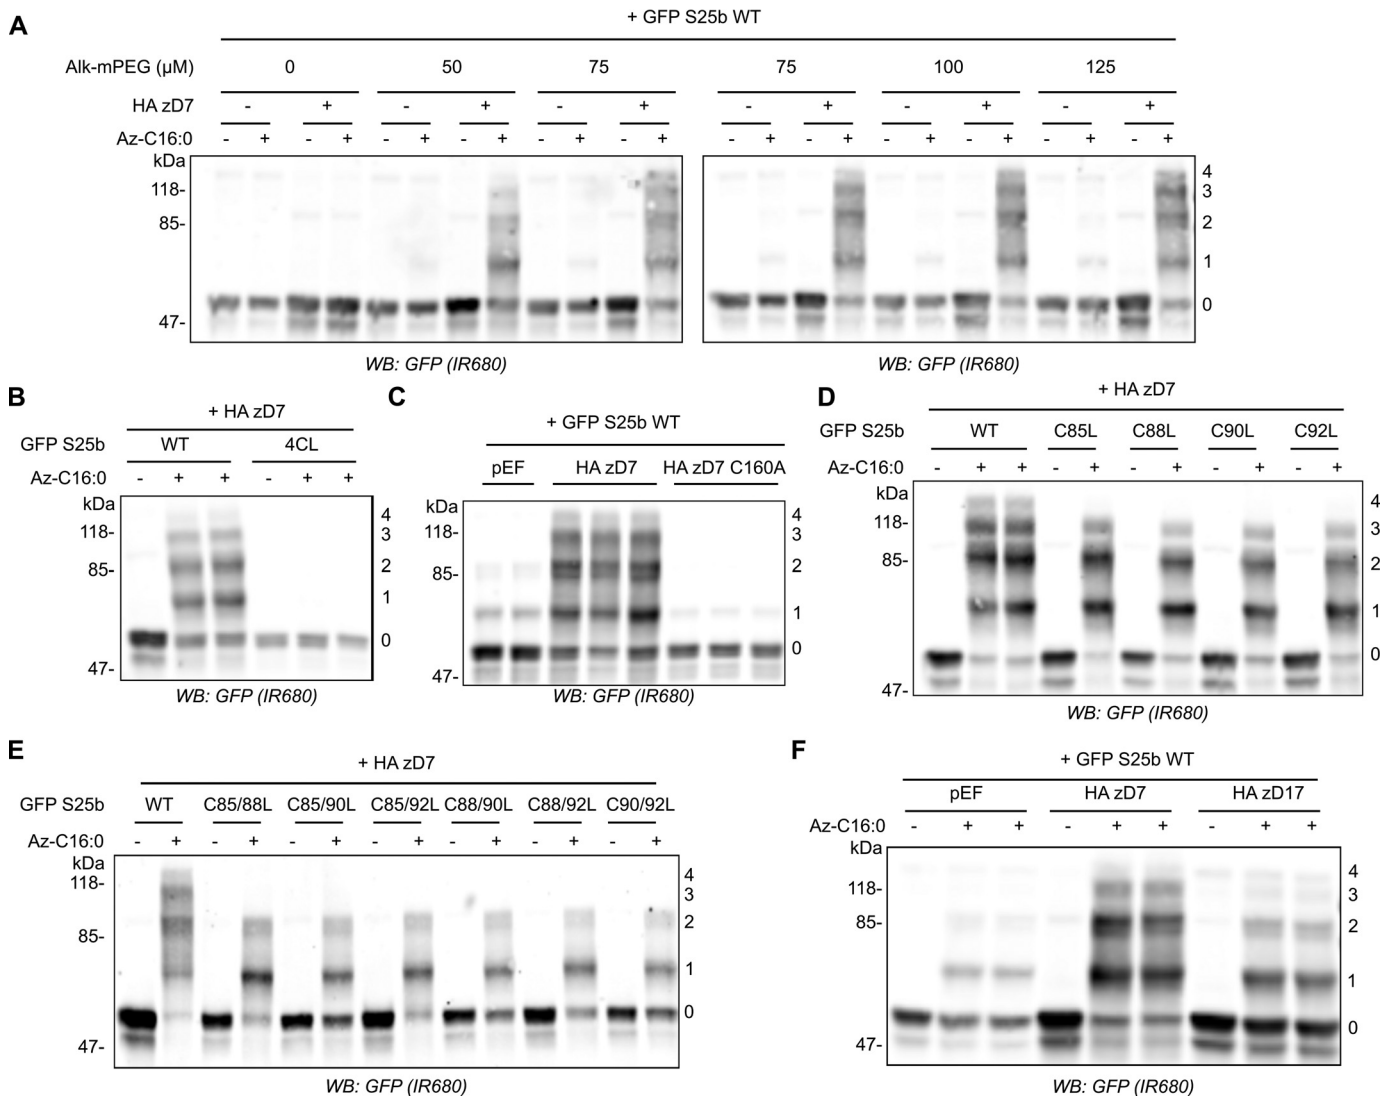 A
+ GFP S25b WT
Alk-mPEG (µM) 0 50 75 75 100 125
HA zD7 - + - + - + - + - + - +
Az-C16:0 - + - + - + - + - + - + - + - + - + - + - + - +
kDa
118-
85-
47-
4
3
2
1
0
WB: GFP (IR680) WB: GFP (IR680)
B
+ HA zD7
GFP S25b WT 4CL
Az-C16:0 - + + - + +
kDa
118-
85-
47-
4
3
2
1
0
WB: GFP (IR680)
C
+ GFP S25b WT
pEF HA zD7 HA zD7 C160A
kDa
118-
85-
47-
4
3
2
1
0
WB: GFP (IR680)
D
+ HA zD7
GFP S25b WT C85L C88L C90L C92L
Az-C16:0 - + + - + - + - + - +
kDa
118-
85-
47-
4
3
2
1
0
WB: GFP (IR680)
E
+ HA zD7
GFP S25b WT C85/88L C85/90L C85/92L C88/90L C88/92L C90/92L
Az-C16:0 - + - + - + - + - + - + - +
kDa
118-
85-
47-
4
3
2
1
0
WB: GFP (IR680)
F
+ GFP S25b WT
pEF HA zD7 HA zD17
Az-C16:0 - + + - + + - + +
kDa
118-
85-
47-
4
3
2
1
0
WB: GFP (IR680)